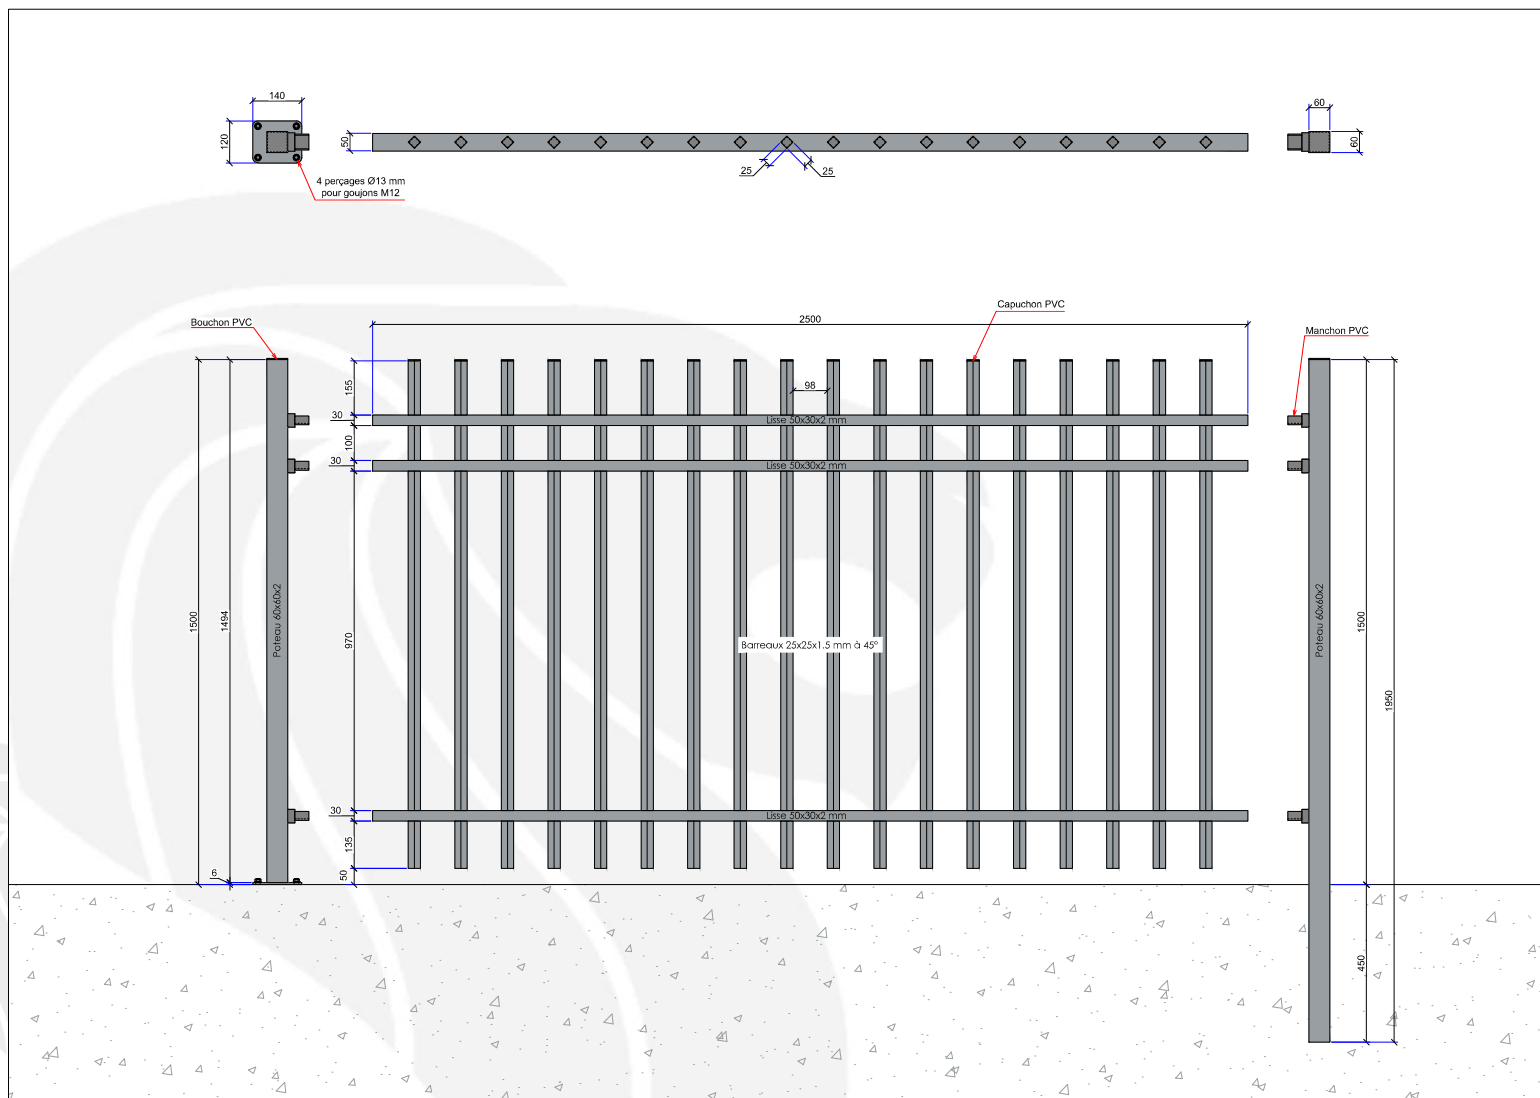 140
60
120
50
60
25
25
4 perçages Ø13 mm
pour goujons M12
Capuchon PVC
Bouchon PVC
2500
Manchon PVC
155
98
30
Lisse 50x30x2 mm
100
30
Lisse 50x30x2 mm
1500
1494
Poteau 60x60x2
970
Barreaux 25x25x1.5 mm à 45°
Poteau 60x60x2
1500
1950
30
Lisse 50x30x2 mm
135
6
50
450